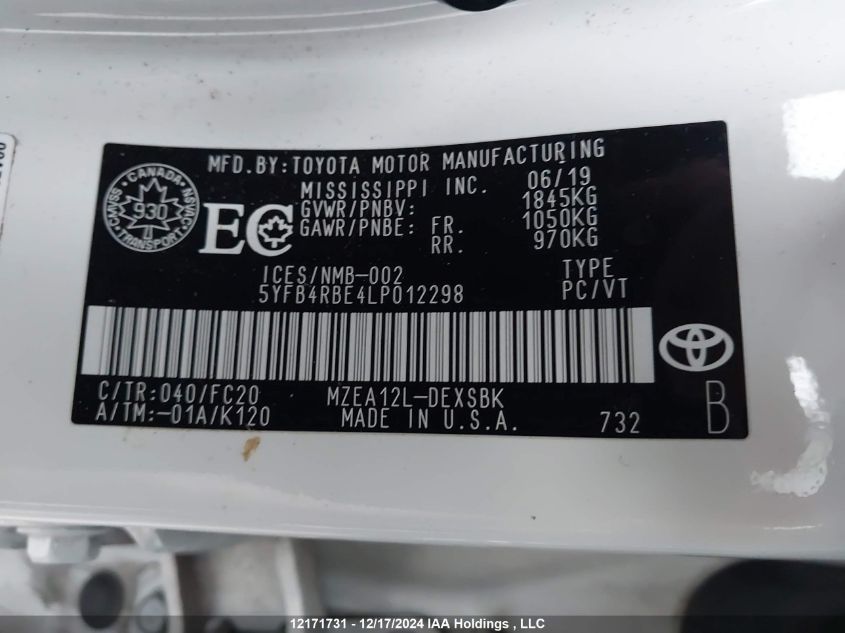 MFD.BY:TOYOTA MOTOR MANUFACTURING
MISSISSIPPI INC. 06/19
GVWR/PNBV: 1845KG
GAWR/PNBE: FR. 1050KG
RR. 970KG
CANADA
CMVSS NSVAC
930
TRANSPORT
EC
ICES/NMB-002 TYPE
5YFB4RBE4LP012298 PC/VT
C/TR:040/FC20 MZEA12L-DEXSBK
A/TM:-01A/K120 MADE IN U.S.A. 732 B
12171731 - 12/17/2024 IAA Holdings , LLC